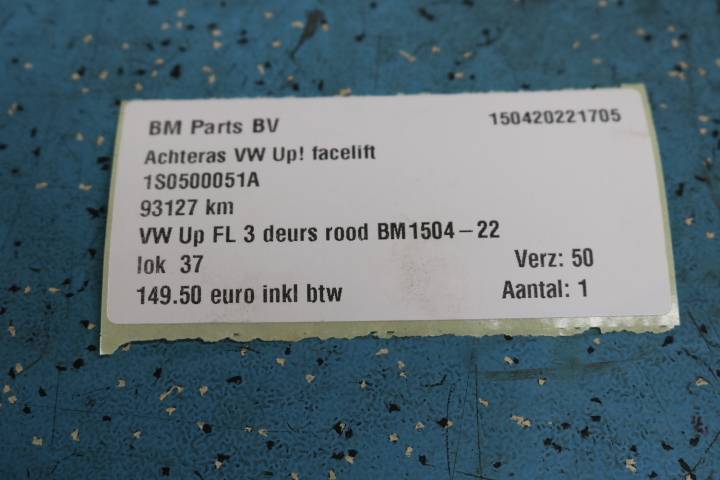 BM Parts BV 150420221705
Achteras VW Up! facelift
1S0500051A
93127 km
VW Up FL 3 deurs rood BM1504-22
lok 37 Verz: 50
149.50 euro inkl btw Aantal: 1